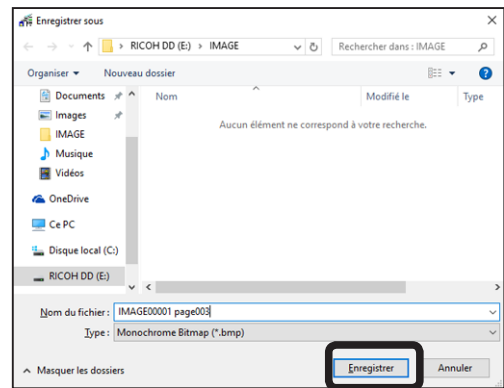 Enregistrer sous
RICOH DD (E:) > IMAGE
Rechercher dans : IMAGE
Organiser
Nouveau dossier
Documents
Images
IMAGE
Musique
Vidéos
OneDrive
Ce PC
Disque local (C:)
RICOH DD (E:)
Nom Modifié le Type
Aucun élément ne correspond à votre recherche.
Nom du fichier : IMAGE00001 page003
Type : Monochrome Bitmap (*.bmp)
Masquer les dossiers
Enregistrer
Annuler